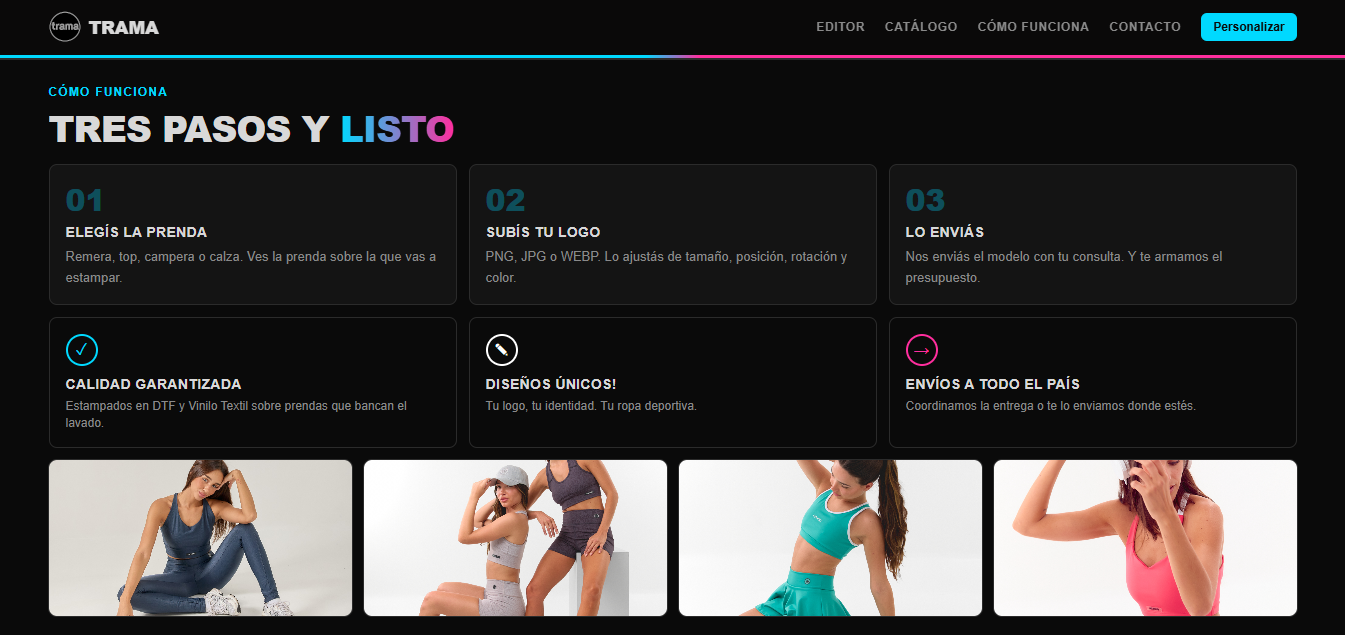 trama TRAMA
EDITOR CATÁLOGO CÓMO FUNCIONA CONTACTO Personalizar
CÓMO FUNCIONA
TRES PASOS Y LISTO
01
ELEGÍS LA PRENDA
Remera, top, campera o calza. Ves la prenda sobre la que vas a
estampar.
02
SUBÍS TU LOGO
PNG, JPG o WEBP. Lo ajustás de tamaño, posición, rotación y
color.
03
LO ENVIÁS
Nos enviás el modelo con tu consulta. Y te armamos el
presupuesto.
CALIDAD GARANTIZADA
Estampados en DTF y Vinilo Textil sobre prendas que bancan el
lavado.
DISEÑOS ÚNICOS!
Tu logo, tu identidad. Tu ropa deportiva.
ENVÍOS A TODO EL PAÍS
Coordinamos la entrega o te lo enviamos donde estés.